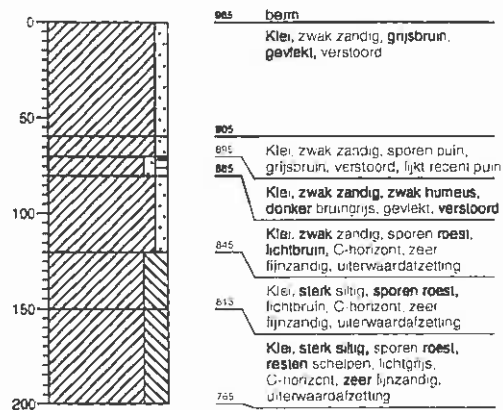 0
50
100
150
200
965 berm
Klei, zwak zandig, grijsbruin,
gevlekt, verstoord
905
895 Klei, zwak zandig, sporen puin,
grijsbruin, verstoord, lijkt recent puin
885
Klei, zwak zandig, zwak humeus,
donker bruingrijs, gevlekt, verstoord
845 Klei, zwak zandig, sporen roest,
lichtbruin, C-horizont, zeer
fijnzandig, uiterwaardafzetting
815 Klei, sterk siltig, sporen roest,
lichtbruin, C-horizont, zeer
fijnzandig, uiterwaardafzetting
Klei, sterk siltig, sporen roest,
resten schelpen, lichtgrijs,
C-horizont, zeer fijnzandig,
765 uiterwaardafzetting